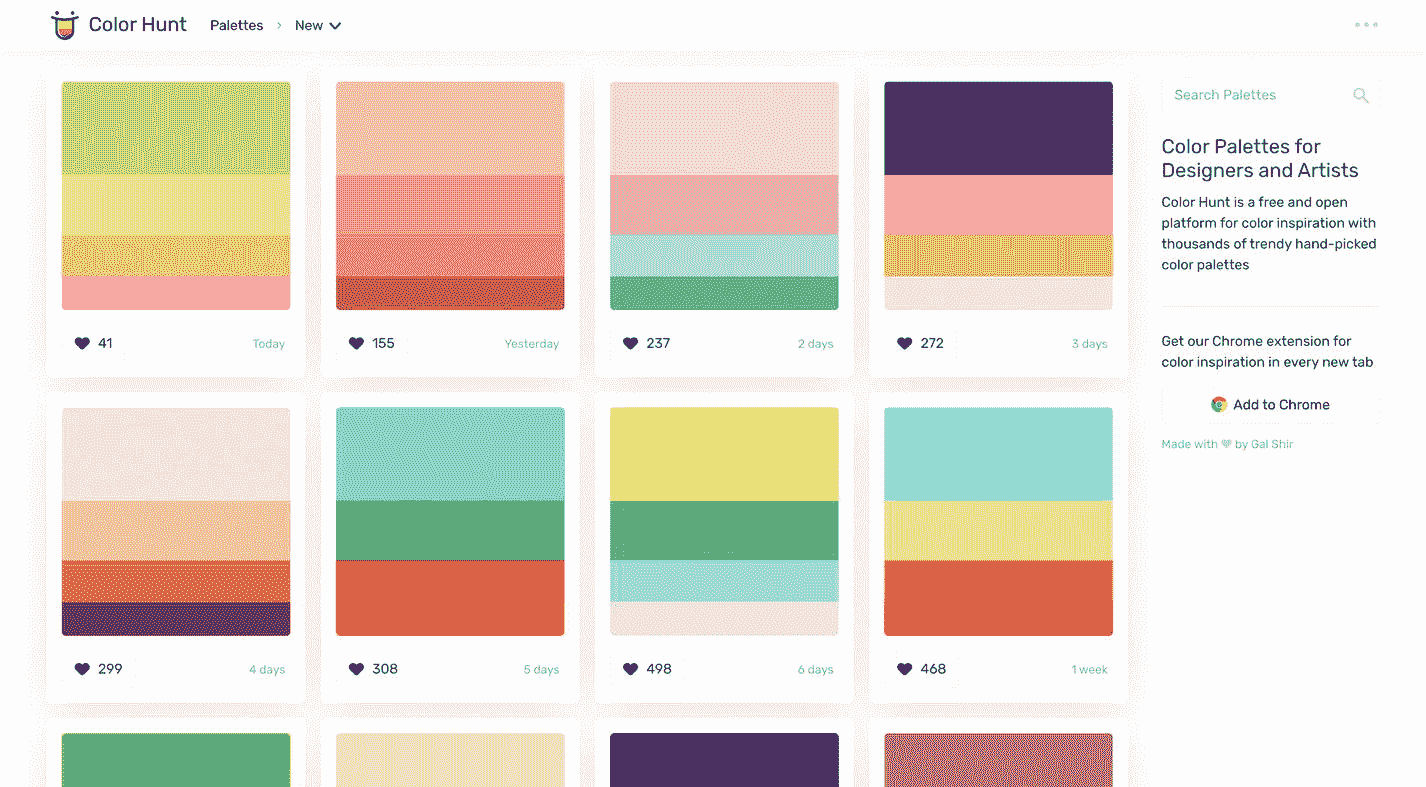 Color Hunt
Palettes > New
Search Palettes
41 Today
155 Yesterday
237 2 days
272 3 days
299 4 days
308 5 days
498 6 days
468 1 week
Color Palettes for
Designers and Artists
Color Hunt is a free and open
platform for color inspiration with
thousands of trendy hand-picked
color palettes
Get our Chrome extension for
color inspiration in every new tab
Add to Chrome
Made with ♥ by Gal Shir